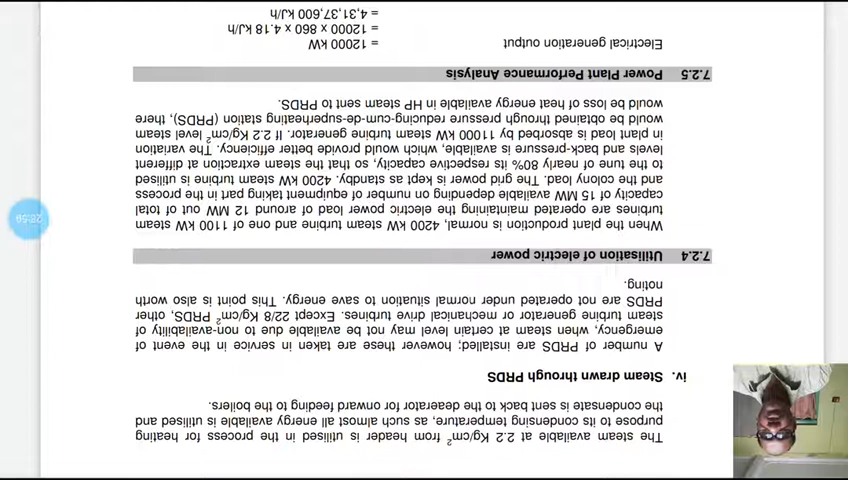 The steam available at 2.2 Kg/cm² from header is utilised in the process for heating
purpose to its condensing temperature, as such almost all energy available is utilised and
the condensate is sent back to the deaerator for onward feeding to the boilers.
iv. Steam drawn through PRDS
A number of PRDS are installed; however these are taken in service in the event of
emergency, when steam at certain level may not be available due to non-availability of
steam turbine generator or mechanical drive turbines. Except 22/8 Kg/cm² PRDS, other
PRDS are not operated under normal situation to save energy. This point is also worth
noting.
7.2.4 Utilisation of electric power
When the plant production is normal, 4200 kW steam turbine and one of 1100 kW steam
turbines are operated maintaining the electric power load of around 12 MW out of total
capacity of 15 MW available depending on number of equipment taking part in the process
and the colony load. The grid power is kept as standby. 4200 kW steam turbine is utilised
to the tune of nearly 80% its respective capacity, so that the steam extraction at different
levels and back-pressure is available, which would provide better efficiency. The variation
in plant load is absorbed by 11000 kW steam turbine generator. If 2.2 Kg/cm² level steam
would be obtained through pressure reducing-cum-de-superheating station (PRDS), there
would be loss of heat energy available in HP steam sent to PRDS.
7.2.5 Power Plant Performance Analysis
Electrical generation output = 12000 kW
= 12000 x 860 x 4.18 kJ/h
= 4,31,37,600 kJ/h
22:59